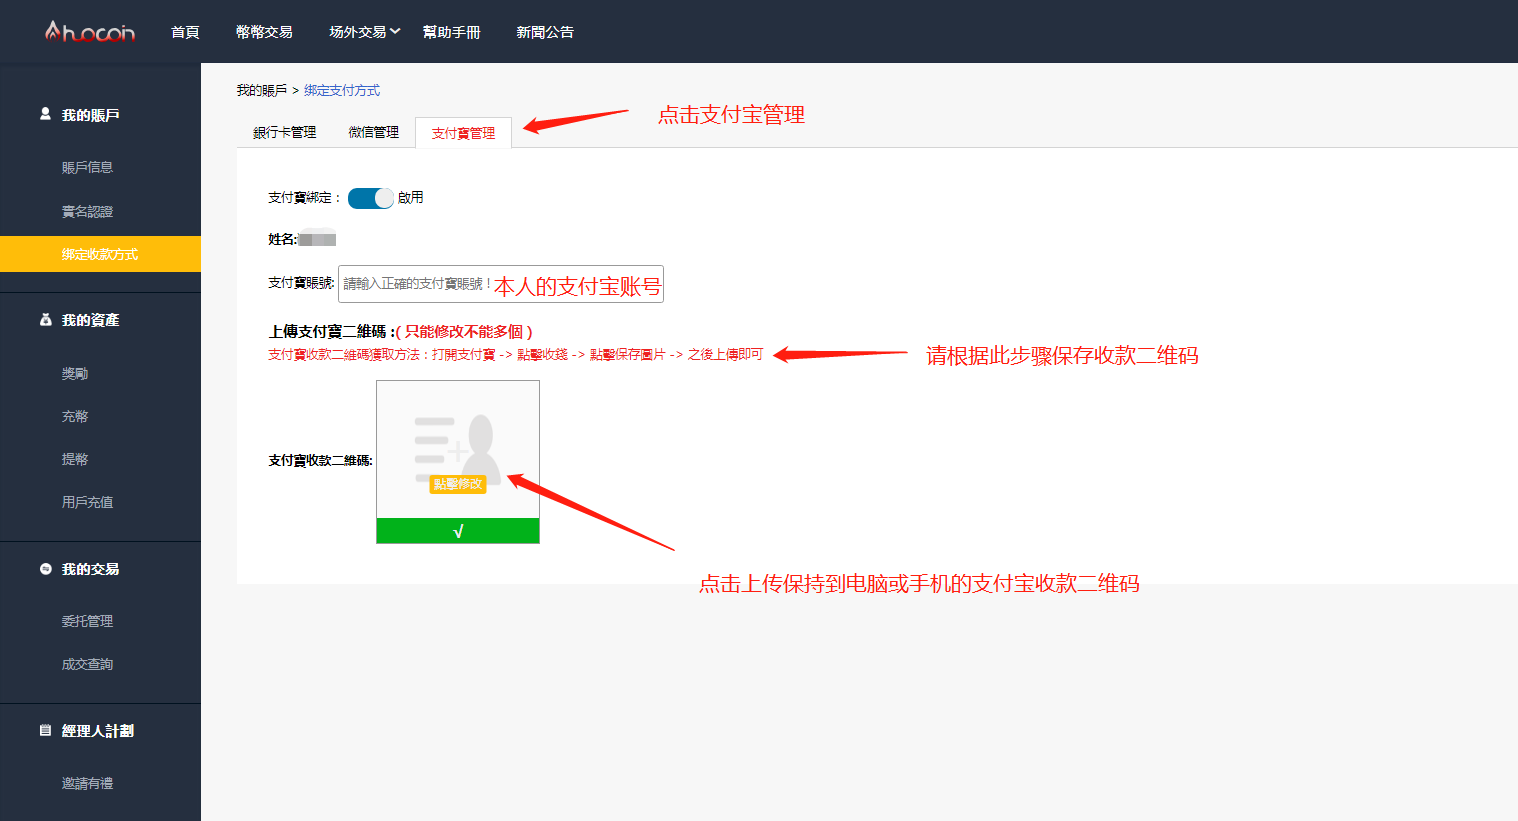 Ahuocoin
首頁
幣幣交易
场外交易
幫助手冊
新聞公告
我的賬戶
賬戶信息
實名認證
绑定收款方式
我的資產
獎勵
充幣
提幣
用戶充值
我的交易
委托管理
成交查詢
經理人計劃
邀請有禮
我的賬戶 > 绑定支付方式
銀行卡管理
微信管理
支付寶管理
点击支付宝管理
支付寶綁定：
啟用
姓名:
支付寶賬號:
請輸入正確的支付寶賬號！
本人的支付宝账号
上傳支付寶二維碼 :( 只能修改不能多個 )
支付寶收款二維碼獲取方法：打開支付寶 -> 點擊收錢 -> 點擊保存圖片 -> 之後上傳即可
请根据此步骤保存收款二维码
支付寶收款二維碼:
點擊修改
√
点击上传保持到电脑或手机的支付宝收款二维码